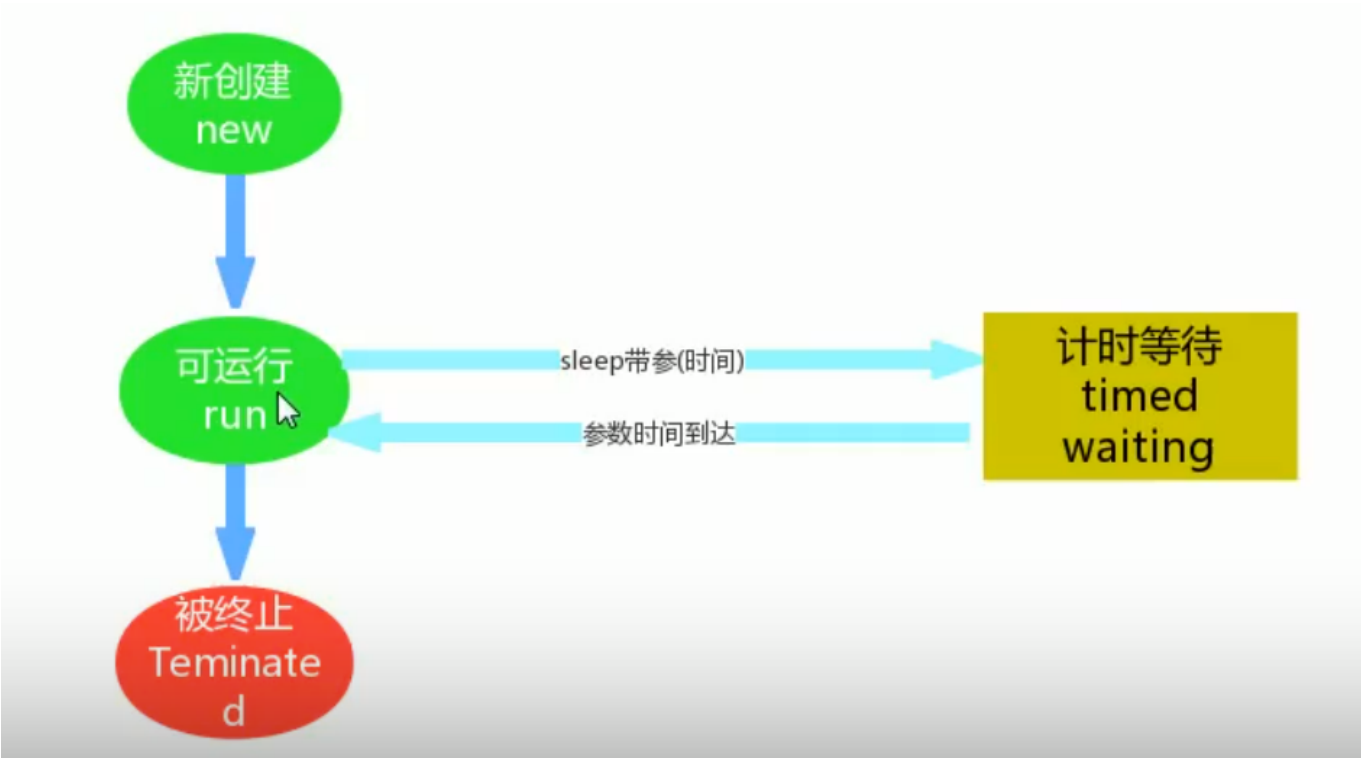 新创建
new
可运行
run
sleep带参(时间)
参数时间到达
计时等待
timed
waiting
被终止
Teminate
d